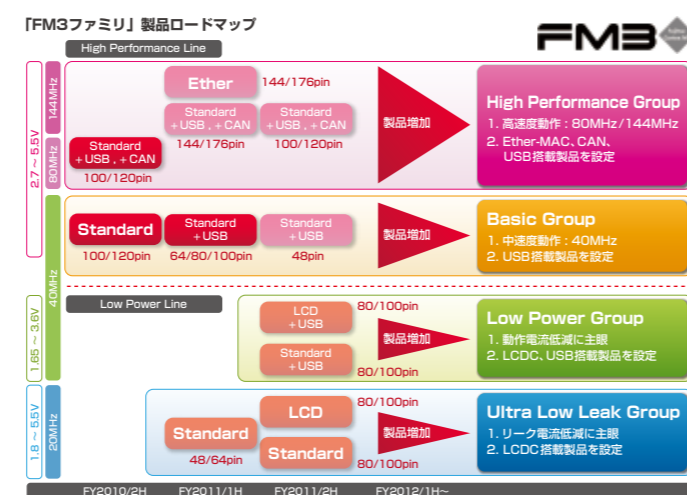 「FM3ファミリ」製品ロードマップ
FM3
High Performance Line
2.7 ~ 5.5V
144MHz
80MHz
Ether
144/176pin
Standard
+USB , +CAN
144/176pin
Standard
+USB , +CAN
100/120pin
Standard
+USB , +CAN
100/120pin
製品増加
High Performance Group
1. 高速度動作：80MHz/144MHz
2. Ether-MAC、CAN、
USB搭載製品を設定
40MHz
Standard
100/120pin
Standard
+USB
64/80/100pin
Standard
+USB
48pin
製品増加
Basic Group
1. 中速度動作：40MHz
2. USB搭載製品を設定
Low Power Line
1.65 ~ 3.6V
LCD
+USB
80/100pin
Standard
+USB
80/100pin
製品増加
Low Power Group
1. 動作電流低減に主眼
2. LCDC、USB搭載製品を設定
1.8 ~ 5.5V
20MHz
Standard
48/64pin
LCD
80/100pin
Standard
80/100pin
製品増加
Ultra Low Leak Group
1. リーク電流低減に主眼
2. LCDC搭載製品を設定
FY2010/2H
FY2011/1H
FY2011/2H
FY2012/1H~